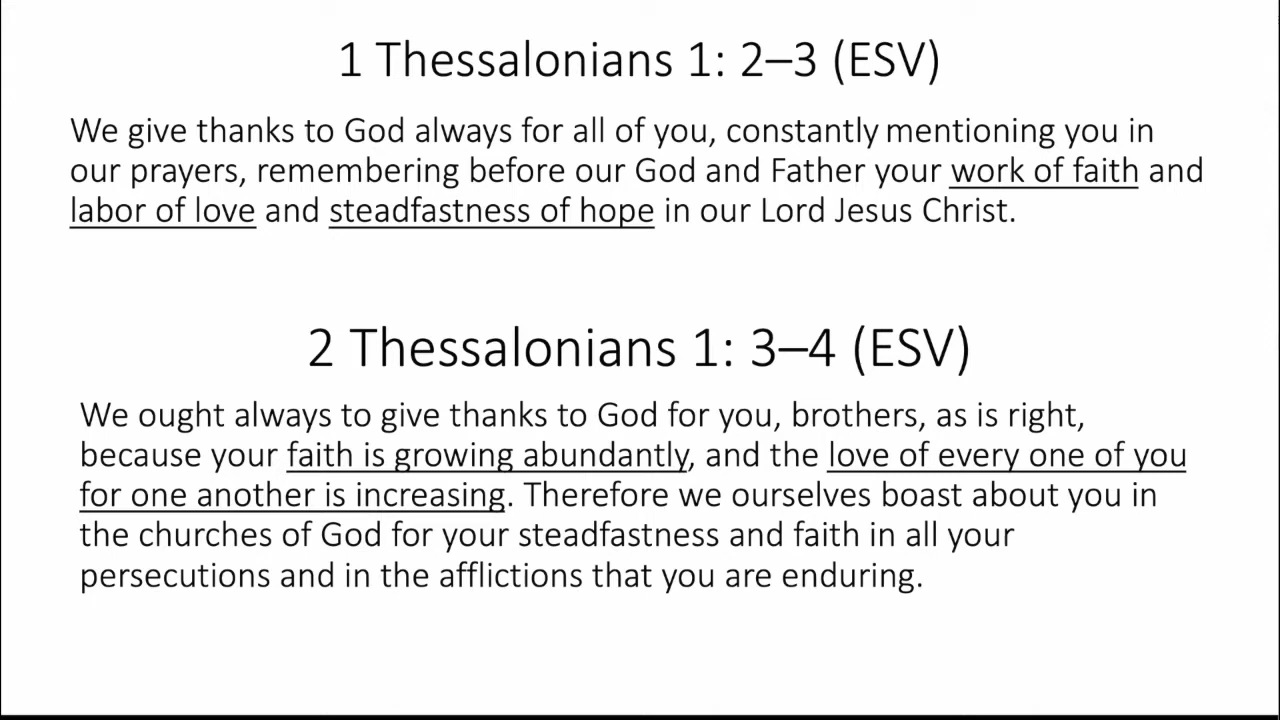 1 Thessalonians 1: 2–3 (ESV)
We give thanks to God always for all of you, constantly mentioning you in
our prayers, remembering before our God and Father your work of faith and
labor of love and steadfastness of hope in our Lord Jesus Christ.
2 Thessalonians 1: 3–4 (ESV)
We ought always to give thanks to God for you, brothers, as is right,
because your faith is growing abundantly, and the love of every one of you
for one another is increasing. Therefore we ourselves boast about you in
the churches of God for your steadfastness and faith in all your
persecutions and in the afflictions that you are enduring.